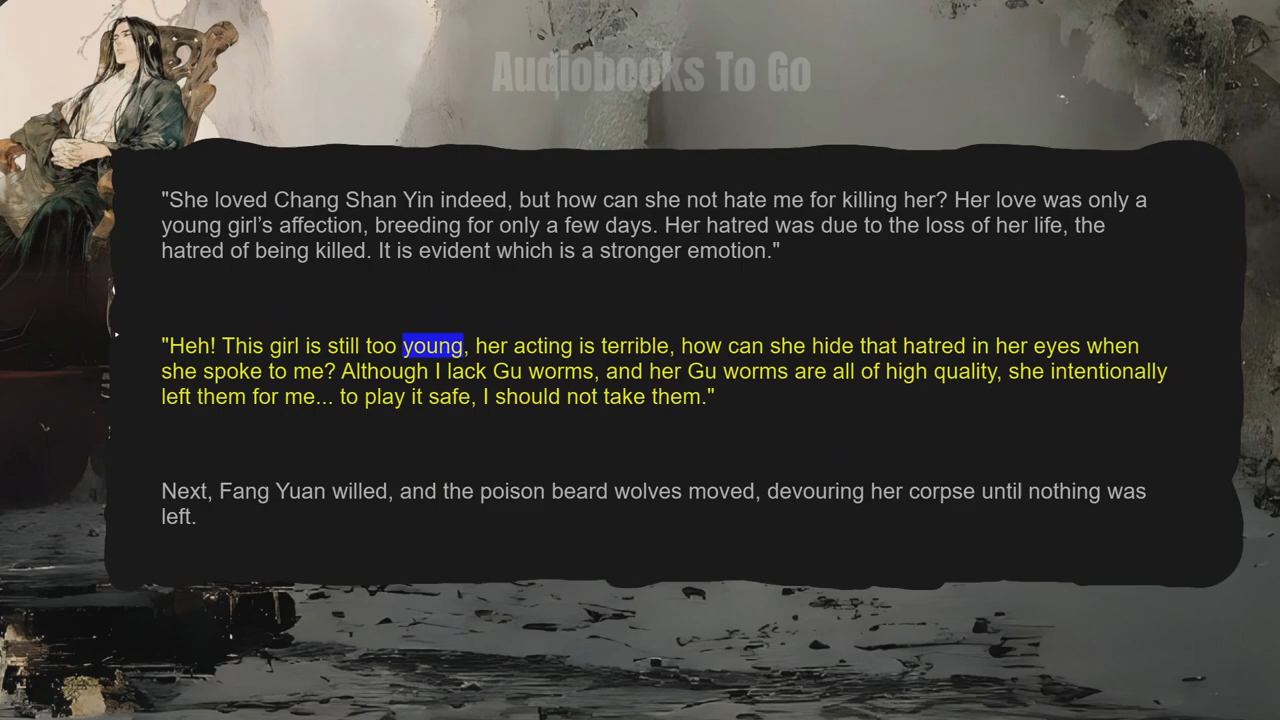 Audiobooks To Go
"She loved Chang Shan Yin indeed, but how can she not hate me for killing her? Her love was only a
young girl’s affection, breeding for only a few days. Her hatred was due to the loss of her life, the
hatred of being killed. It is evident which is a stronger emotion."
"Heh! This girl is still too young, her acting is terrible, how can she hide that hatred in her eyes when
she spoke to me? Although I lack Gu worms, and her Gu worms are all of high quality, she intentionally
left them for me... to play it safe, I should not take them."
Next, Fang Yuan willed, and the poison beard wolves moved, devouring her corpse until nothing was
left.